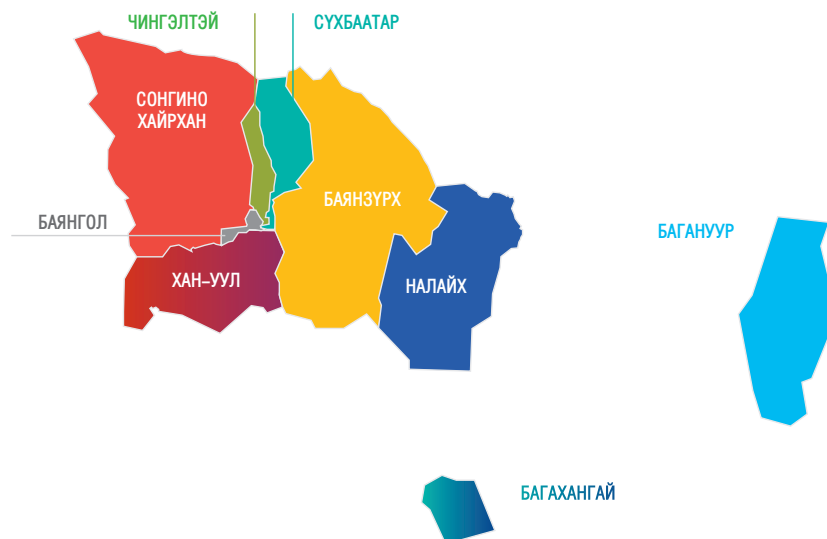 ЧИНГЭЛТЭЙ
СҮХБААТАР
СОНГИНО
ХАЙРХАН
БАЯНЗҮРХ
БАЯНГОЛ
БАГАНУУР
ХАН–УУЛ
НАЛАЙХ
БАГАХАНГАЙ